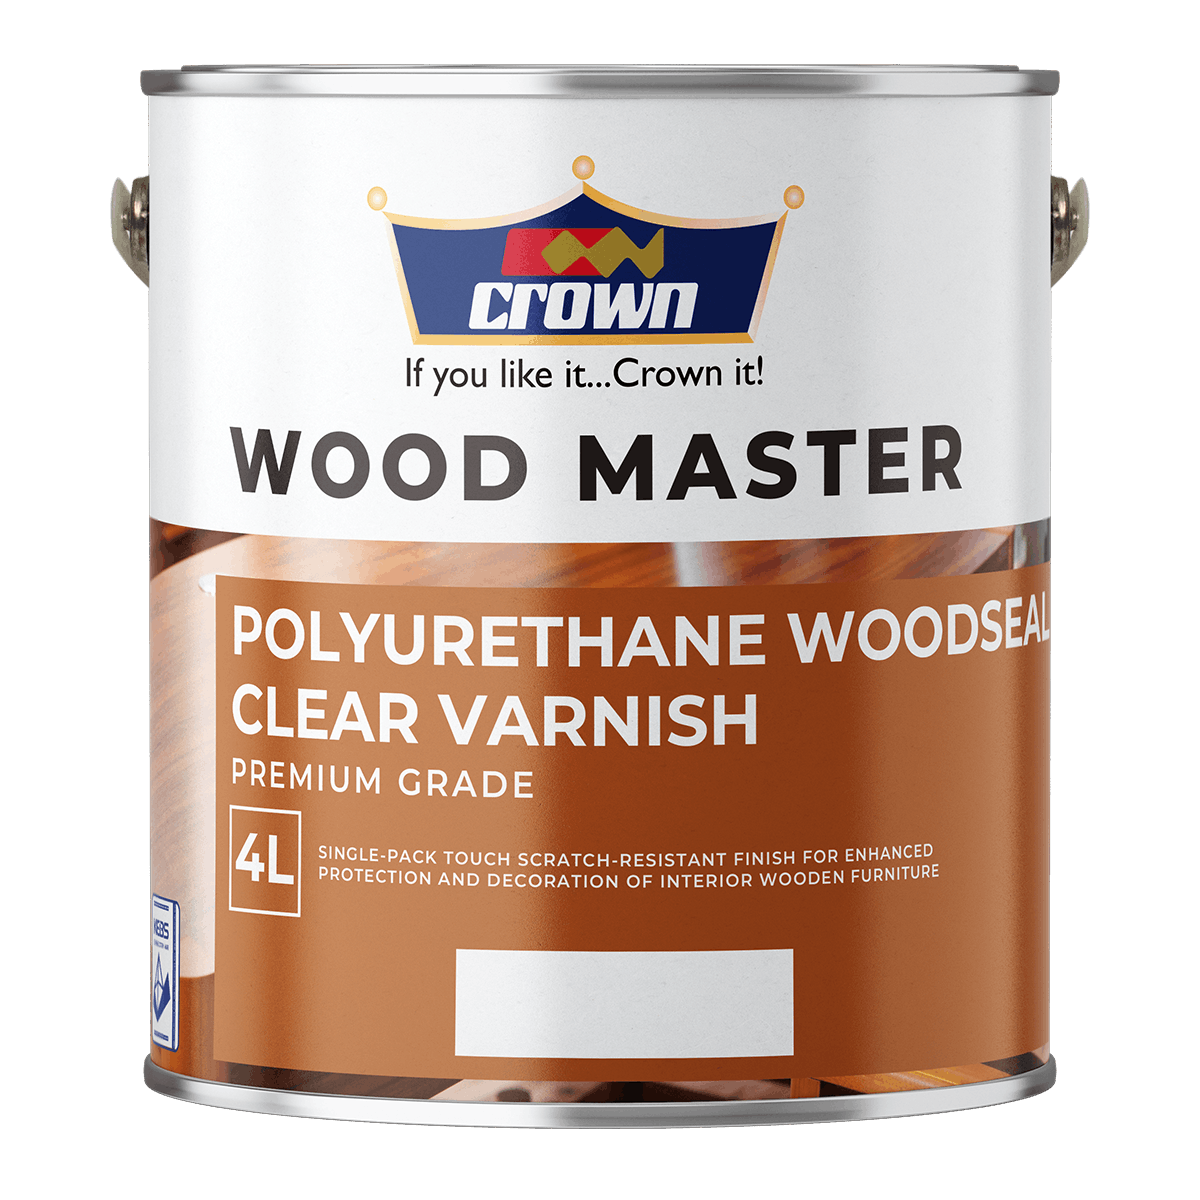 crown
If you like it...Crown it!
WOOD MASTER
POLYURETHANE WOODSEAL
CLEAR VARNISH
PREMIUM GRADE
4L
SINGLE-PACK TOUCH SCRATCH-RESISTANT FINISH FOR ENHANCED
PROTECTION AND DECORATION OF INTERIOR WOODEN FURNITURE